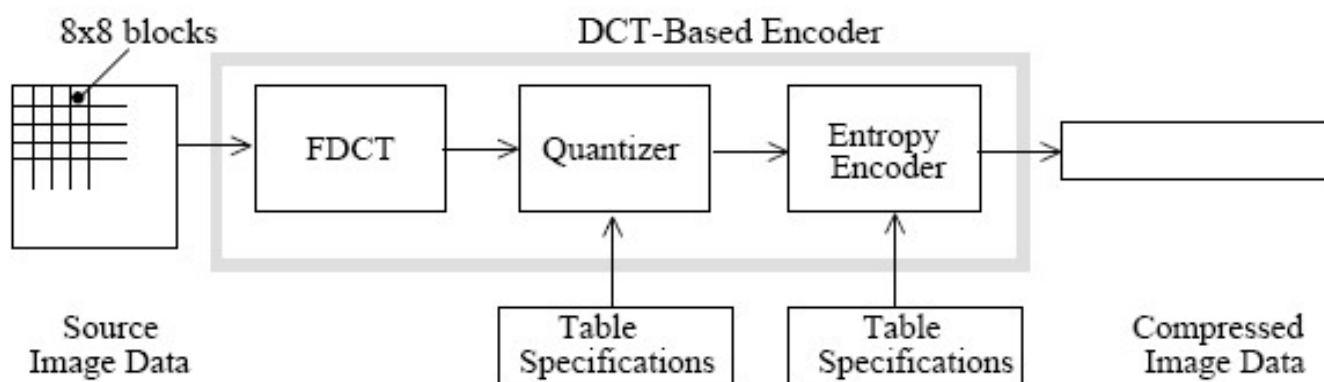 8x8 blocks
DCT-Based Encoder
FDCT
Quantizer
Entropy
Encoder
Source
Image Data
Table
Specifications
Table
Specifications
Compressed
Image Data